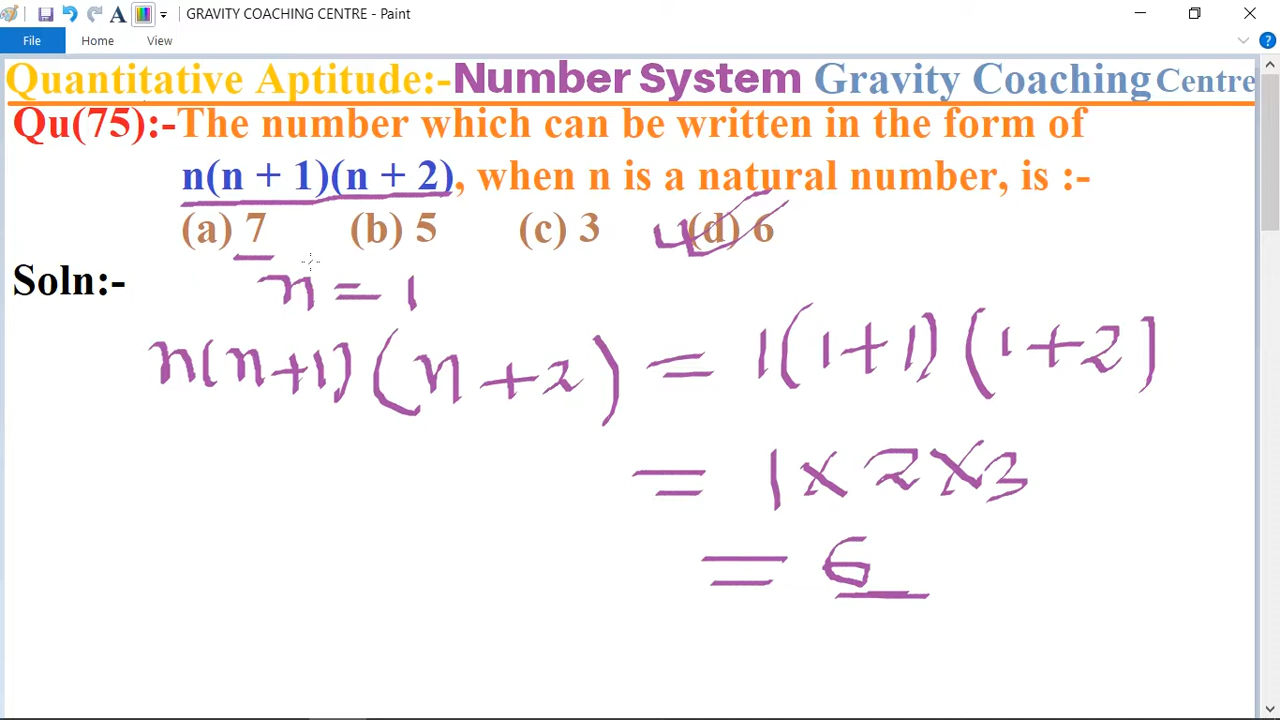 GRAVITY COACHING CENTRE - Paint
File Home View
Quantitative Aptitude:-Number System Gravity Coaching Centre
Qu(75):-The number which can be written in the form of
n(n + 1)(n + 2), when n is a natural number, is :-
(a) 7 (b) 5 (c) 3 (d) 6
Soln:- n = 1
n(n+1)(n+2) = 1(1+1)(1+2)
= 1×2×3
= 6